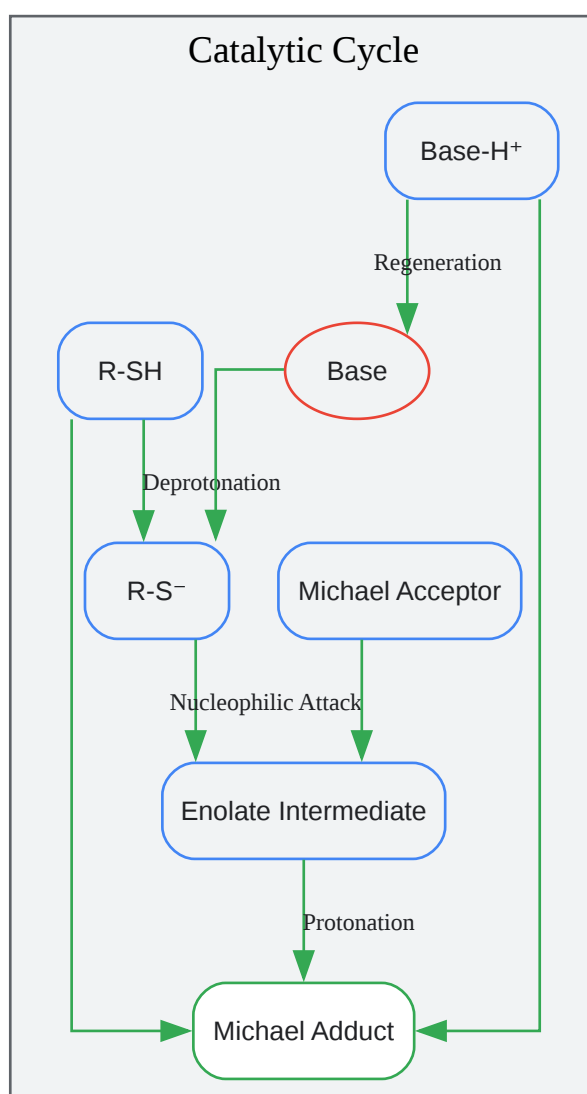 Catalytic Cycle
Base-H⁺
Regeneration
R-SH
Base
Deprotonation
R-S⁻
Michael Acceptor
Nucleophilic Attack
Enolate Intermediate
Protonation
Michael Adduct